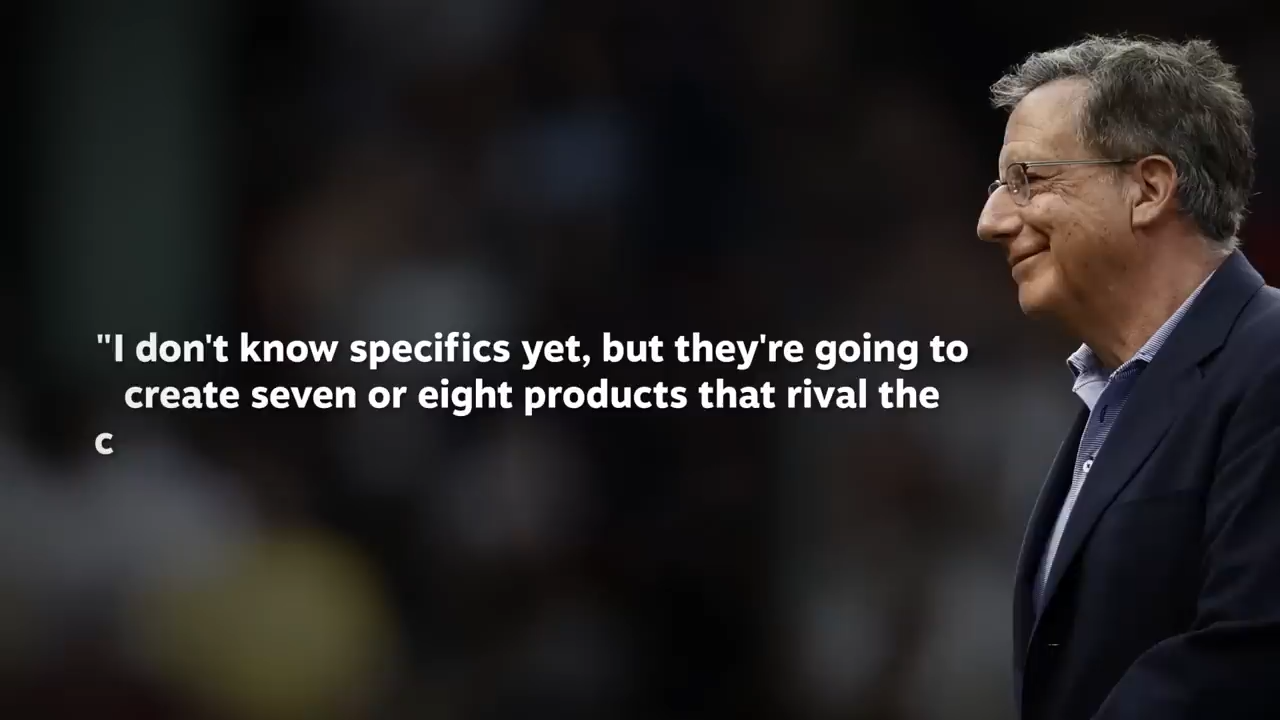 "I don't know specifics yet, but they're going to
create seven or eight products that rival the
c